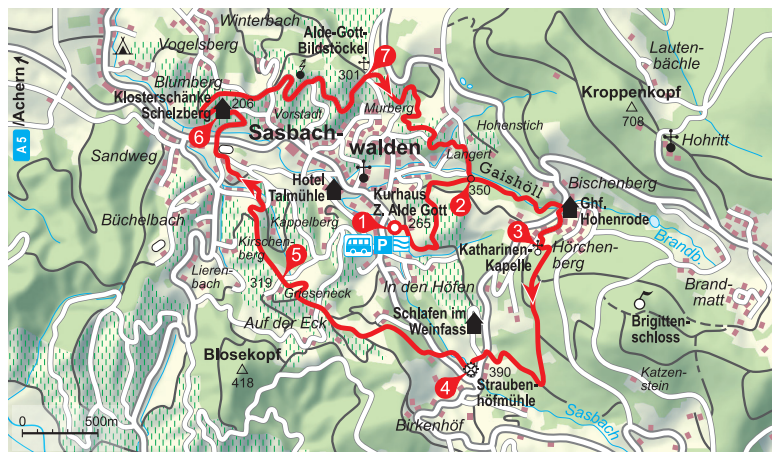 Winterbach
Alde-Gott-
Bildstöckel
7
301
Vogelsberg
Lauten-
bächle
Achern
Blumberg
Klosterschänke
Schelzberg
206
4
Vorstadt
Murberg
Kroppenkopf
708
Hohenstich
Hohritt
A 5
6
Sasbach-
walden
Sandweg
Langert
Gaishöll
Bischenberg
Hotel
Talmühle
Kurhaus
Z. Alde Gott
265
350
2
Ghf.
Hohenrode
Büchelbach
Kappelberg
1
P
3
Katharinen-
Kapelle
Hörchen-
berg
Brandb
Kirschen-
berg
5
Brand-
matt
Lieren-
bach
319
Grieseneck
In den Höfen
Auf der Eck
Schlafen im
Weinfass
Brigitten-
schloss
Blosekopf
418
390
4
Strauben-
höfmühle
Katzen-
stein
Sasbach
Birkenhöf
0
500m